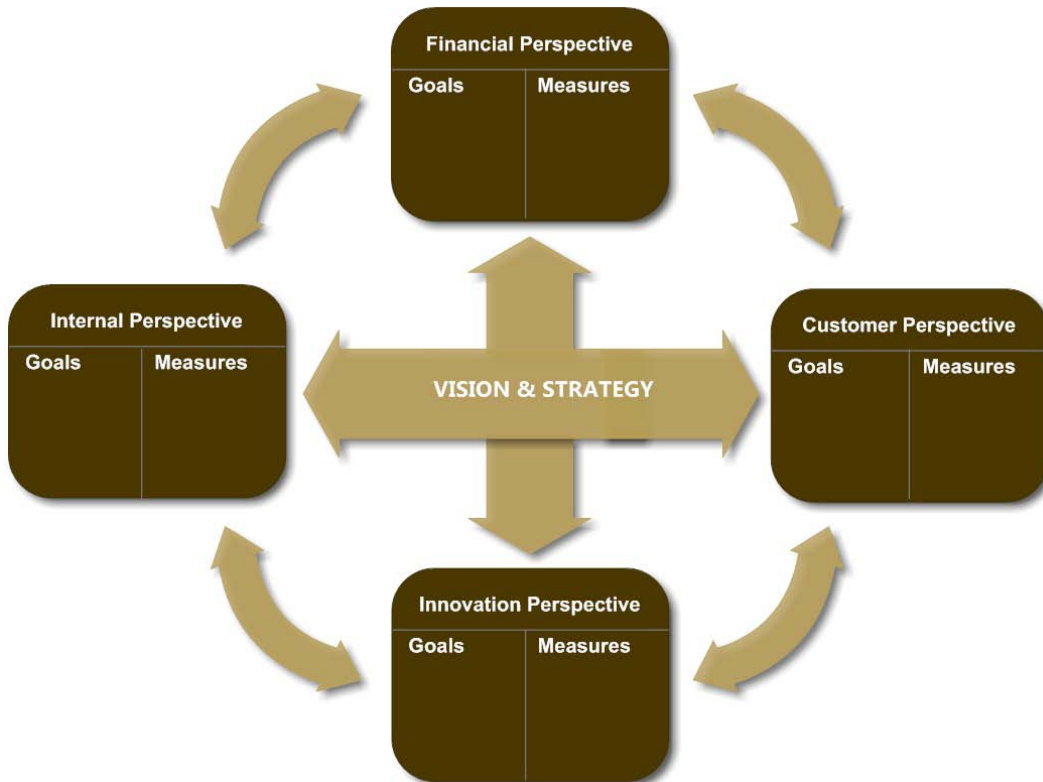 Financial Perspective
Goals Measures
Internal Perspective
Goals Measures
VISION & STRATEGY
Customer Perspective
Goals Measures
Innovation Perspective
Goals Measures